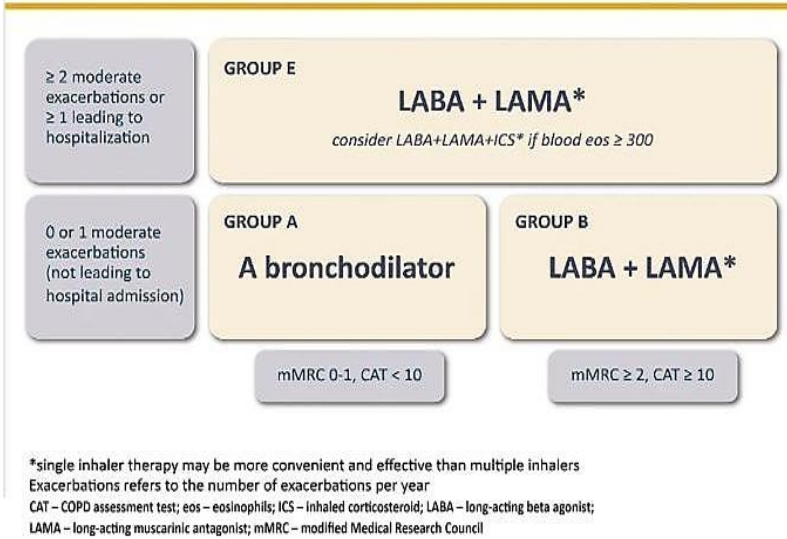 ≥ 2 moderate
exacerbations or
≥ 1 leading to
hospitalization
GROUP E
LABA + LAMA*
consider LABA+LAMA+ICS* if blood eos ≥ 300
0 or 1 moderate
exacerbations
(not leading to
hospital admission)
GROUP A
A bronchodilator
GROUP B
LABA + LAMA*
mMRC 0-1, CAT < 10
mMRC ≥ 2, CAT ≥ 10
*single inhaler therapy may be more convenient and effective than multiple inhalers
Exacerbations refers to the number of exacerbations per year
CAT – COPD assessment test; eos – eosinophils; ICS – inhaled corticosteroid; LABA – long-acting beta agonist;
LAMA – long-acting muscarinic antagonist; mMRC – modified Medical Research Council